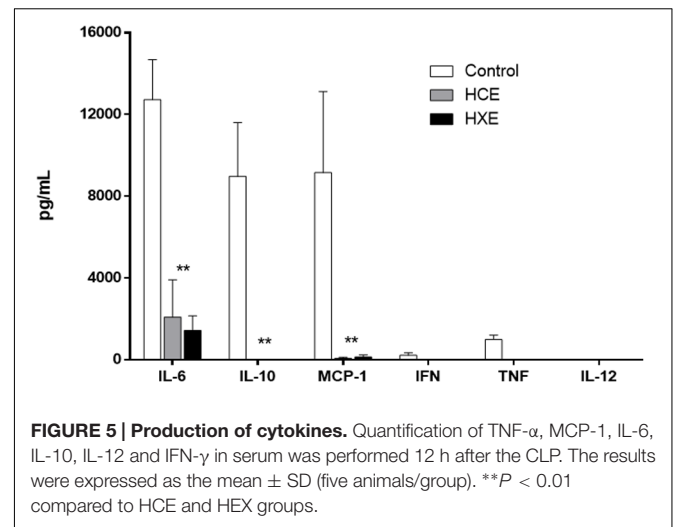 16000
12000
8000
4000
0
pg/mL
Control
HCE
HXE
**
**
**
IL-6 IL-10 MCP-1 IFN TNF IL-12
FIGURE 5 | Production of cytokines. Quantification of TNF-α, MCP-1, IL-6,
IL-10, IL-12 and IFN-γ in serum was performed 12 h after the CLP. The results
were expressed as the mean ± SD (five animals/group). **P < 0.01
compared to HCE and HEX groups.